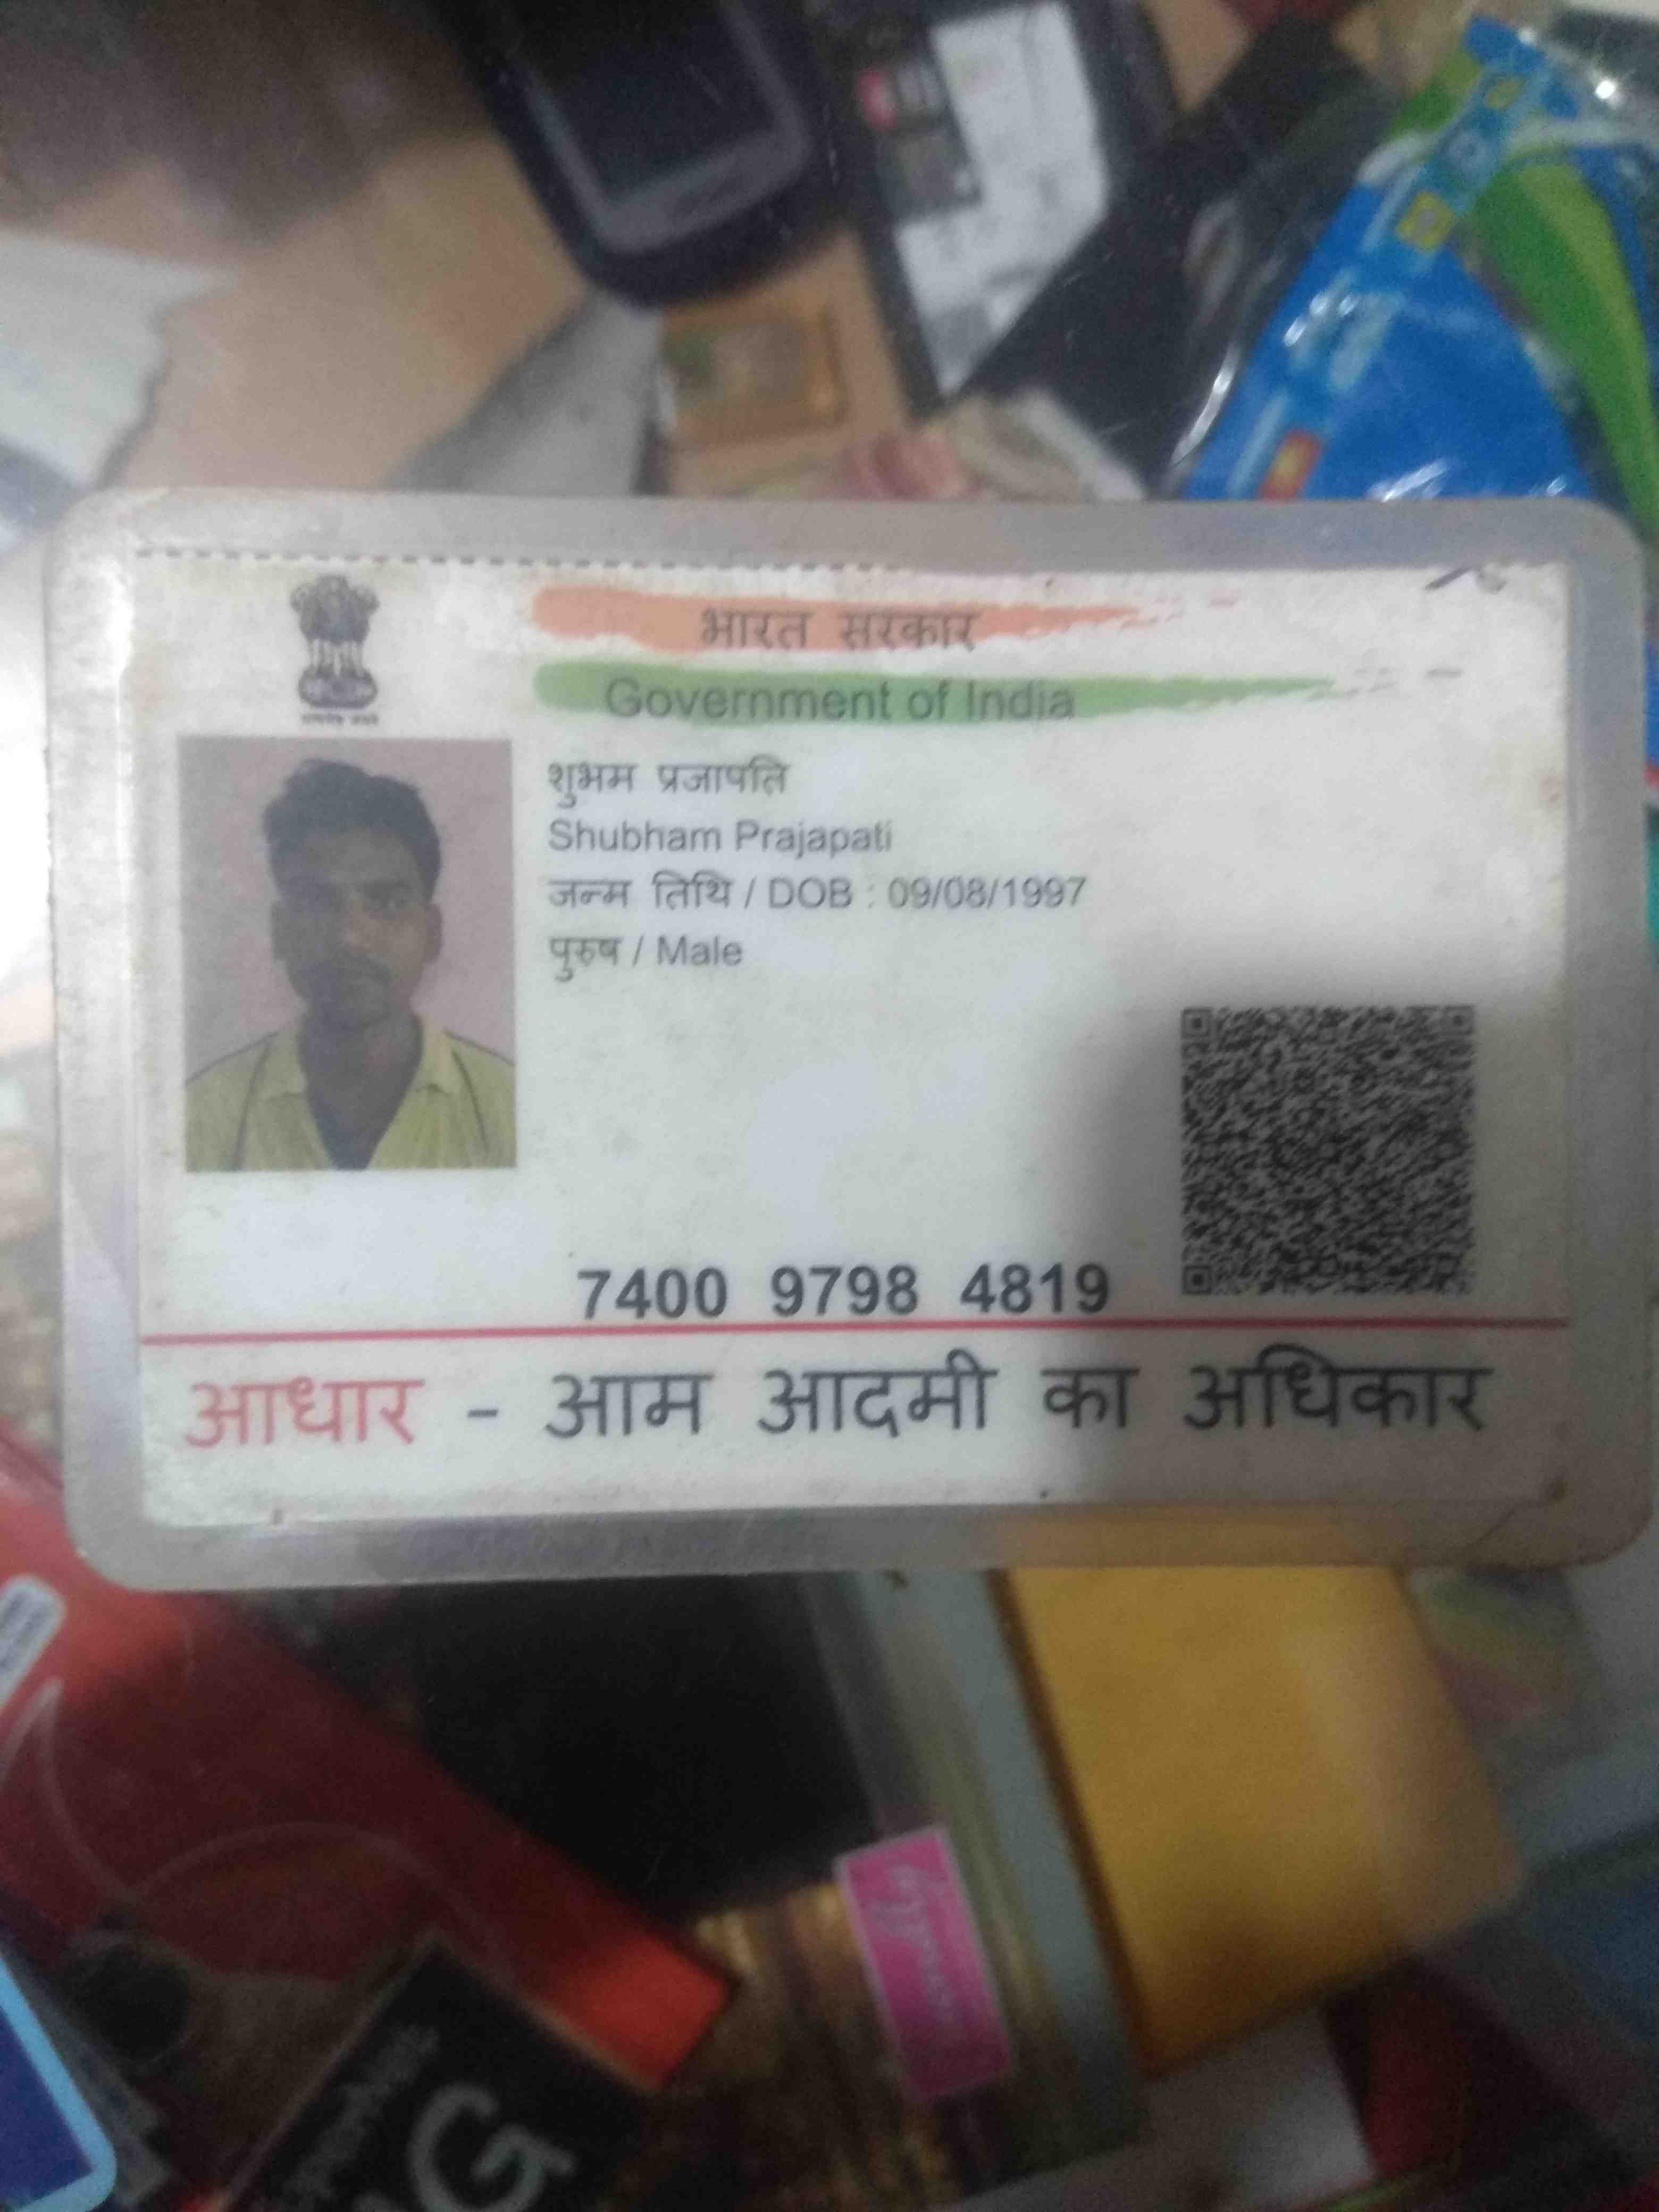 भारत सरकार
Government of India
शुभम प्रजापति
Shubham Prajapati
जन्म तिथि / DOB : 09/08/1997
पुरुष / Male
7400 9798 4819
आधार - आम आदमी का अधिकार
G